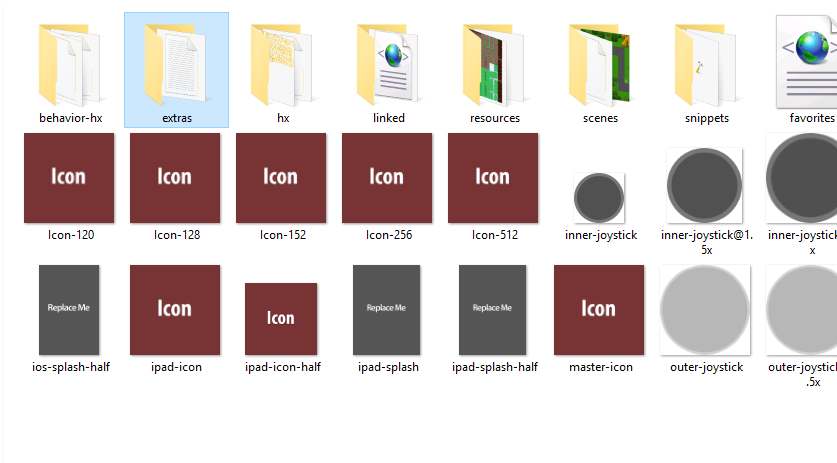 behavior-hx
extras
hx
linked
resources
scenes
snippets
favorites
Icon
Icon
Icon
Icon
Icon
Icon-120
Icon-128
Icon-152
Icon-256
Icon-512
inner-joystick
inner-joystick@1.
5x
inner-joystick
x
Replace Me
Icon
Icon
Replace Me
Replace Me
Icon
ios-splash-half
ipad-icon
ipad-icon-half
ipad-splash
ipad-splash-half
master-icon
outer-joystick
outer-joystick
.5x